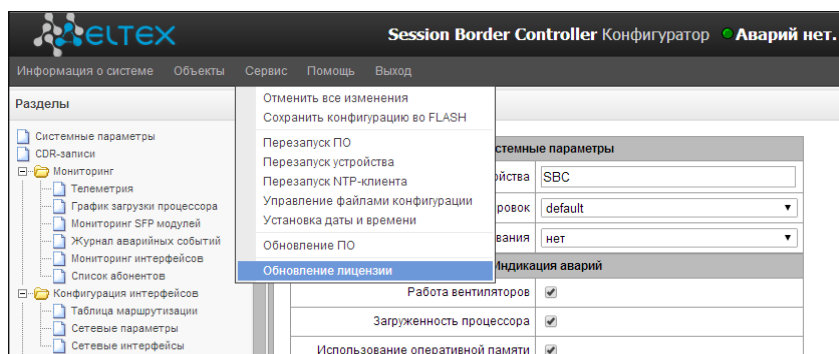 ELTEX
Session Border Controller Конфигуратор Аварий нет.
Информация о системе Объекты Сервис Помощь Выход
Разделы
Системные параметры
CDR-записи
Мониторинг
Телеметрия
График загрузки процессора
Мониторинг SFP модулей
Журнал аварийных событий
Мониторинг интерфейсов
Список абонентов
Конфигурация интерфейсов
Таблица маршрутизации
Сетевые параметры
Сетевые интерфейсы
Отменить все изменения
Сохранить конфигурацию во FLASH
Перезапуск ПО
Перезапуск устройства
Перезапуск NTP-клиента
Управление файлами конфигурации
Установка даты и времени
Обновление ПО
Обновление лицензии
стемные параметры
йства SBC
ровок default
вания нет
Индикация аварий
Работа вентиляторов
Загруженность процессора
Использование оперативной памяти